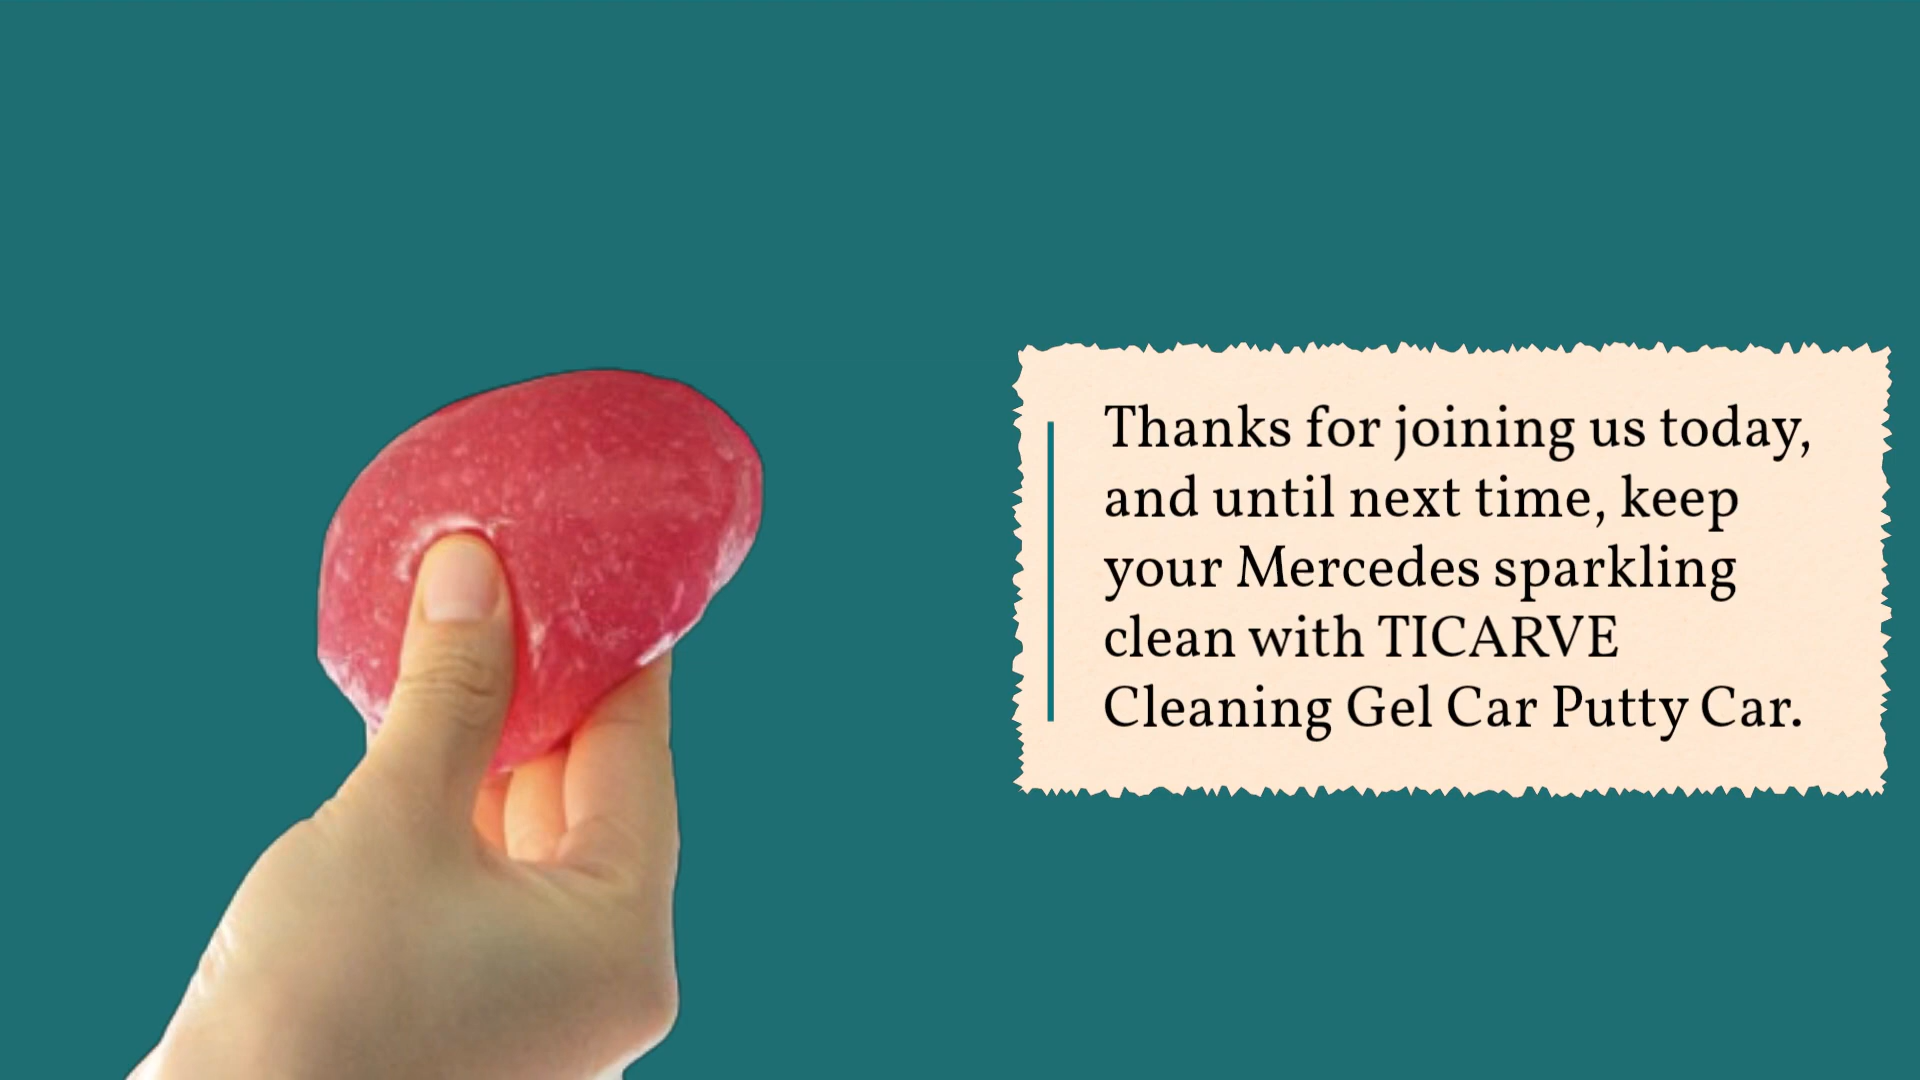 Thanks for joining us today,
and until next time, keep
your Mercedes sparkling
clean with TICARVE
Cleaning Gel Car Putty Car.